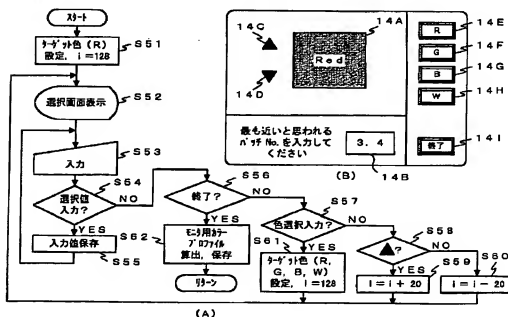 スタート
ターゲット色 (R)
設定, i=128
S51
選択画面表示
S52
入力
S53
選択値
入力?
S54
YES
NO
入力値保存
S55
終了?
S56
YES
NO
モニタ用カラー
プロファイル
算出, 保存
S62
リターン
色選択入力?
S57
YES
NO
ターゲット色 (R,
G, B, W)
設定, i=128
S61
▲?
S58
YES
NO
i=i+20
S59
i=i-20
S60
(A)
14C
14A
14D
Red
最も近いと思われる
パッチ No. を入力して
ください
3. 4
14B
(B)
R
14E
G
14F
B
14G
W
14H
終了
14I